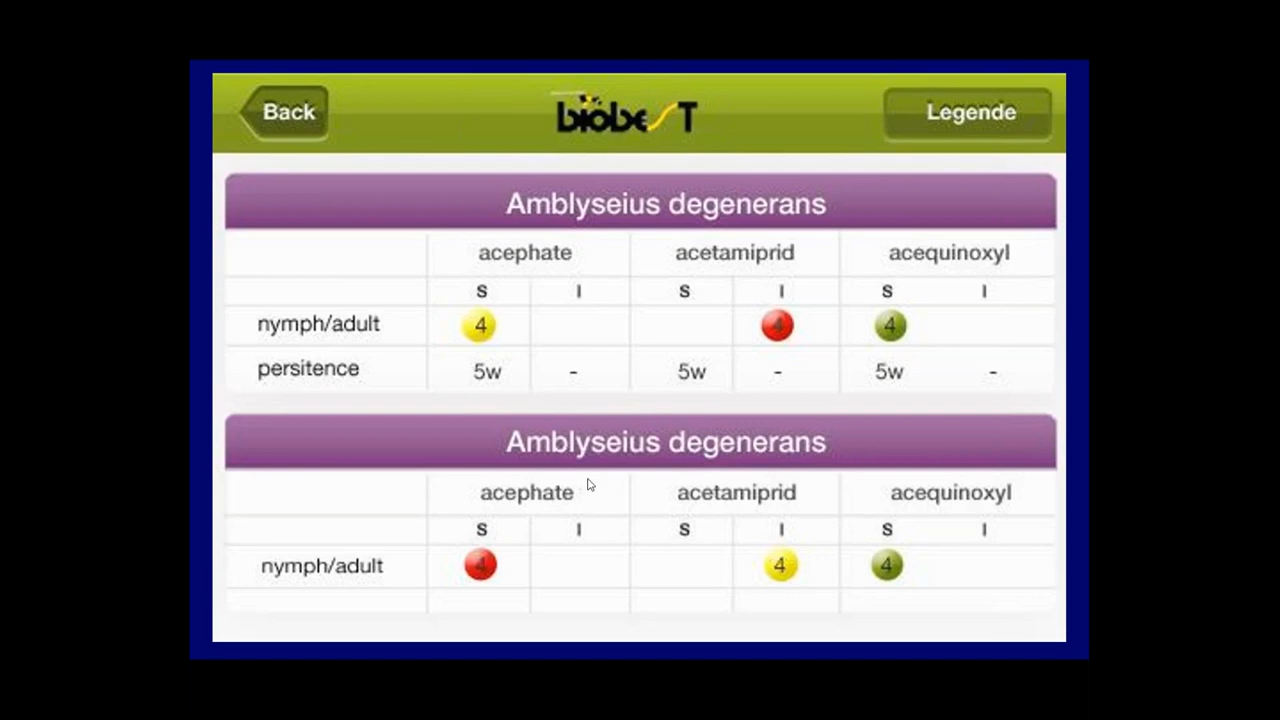 Back
biobest
Legende
Amblyseius degenerans
acephate acetamiprid acequinoxyl
S I S I S I
nymph/adult 4 4 4
persitence 5w - 5w - 5w -
Amblyseius degenerans
acephate acetamiprid acequinoxyl
S I S I S I
nymph/adult 4 4 4